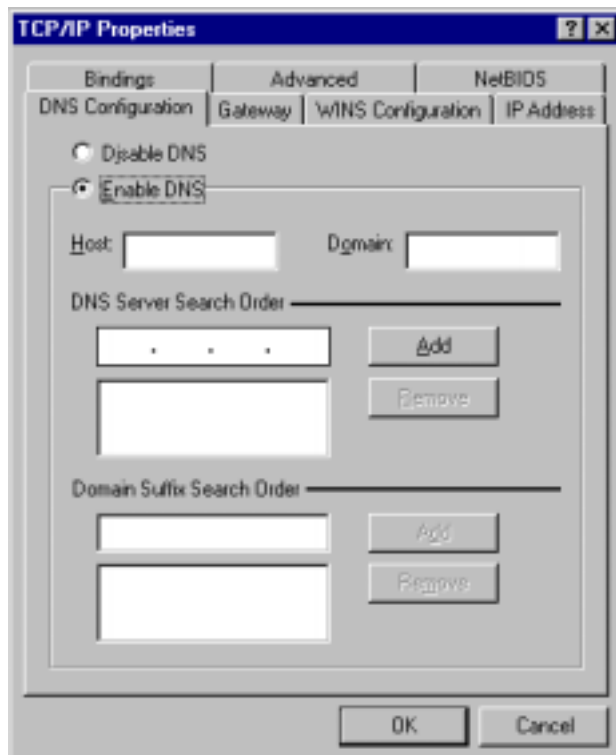 TCP/IP Properties
Bindings Advanced NetBIOS
DNS Configuration Gateway WINS Configuration IP Address
Disable DNS
Enable DNS
Host: Domain:
DNS Server Search Order
. . . Add
Remove
Domain Suffix Search Order
Add
Remove
OK Cancel